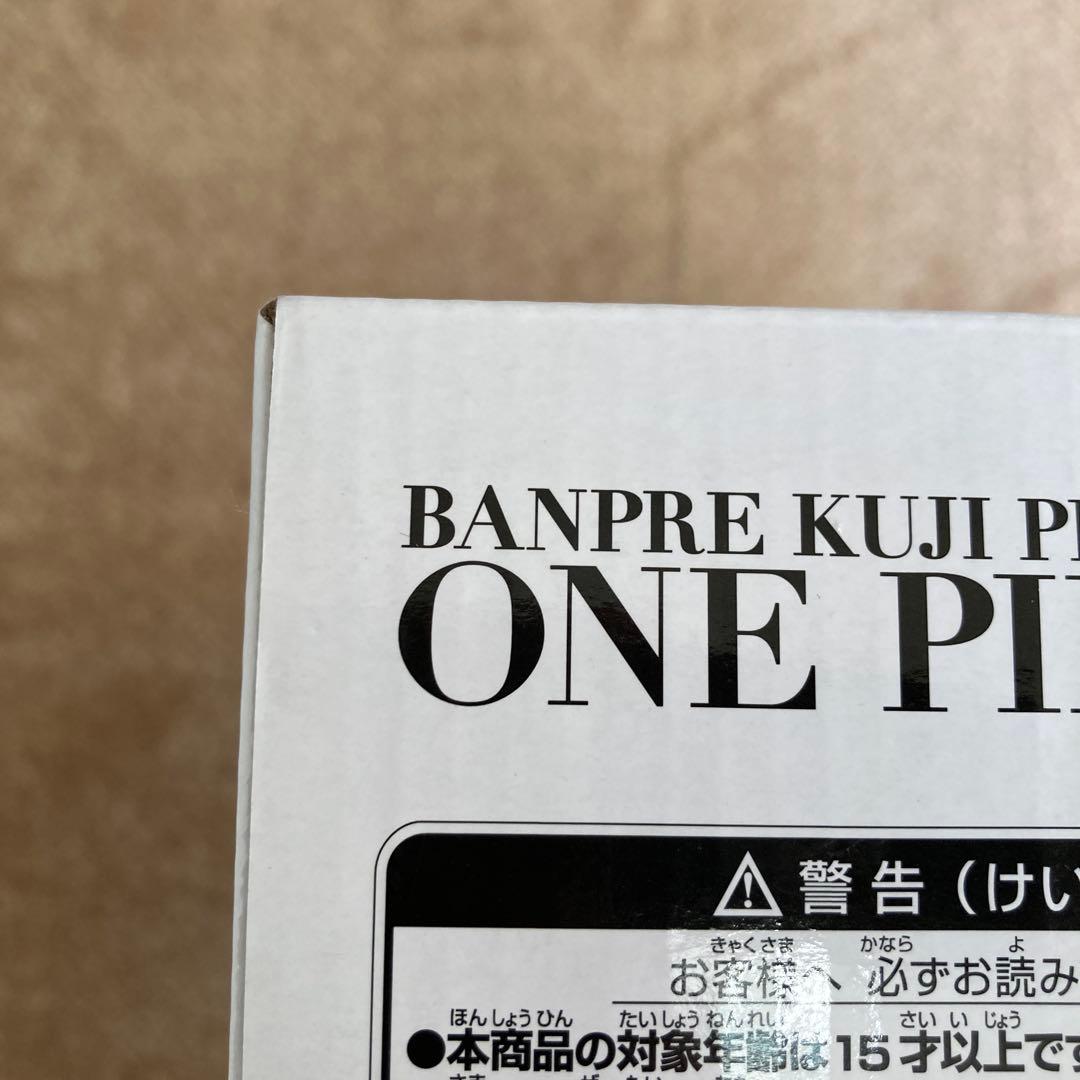 BANPRE KUJI
ONE
警告（けい
きゃくさま かなら よ
お客様へ 必ずお読み
ほんしょうひん たいしょうねんれい さいいじょう
●本商品の対象年齢は15才以上です